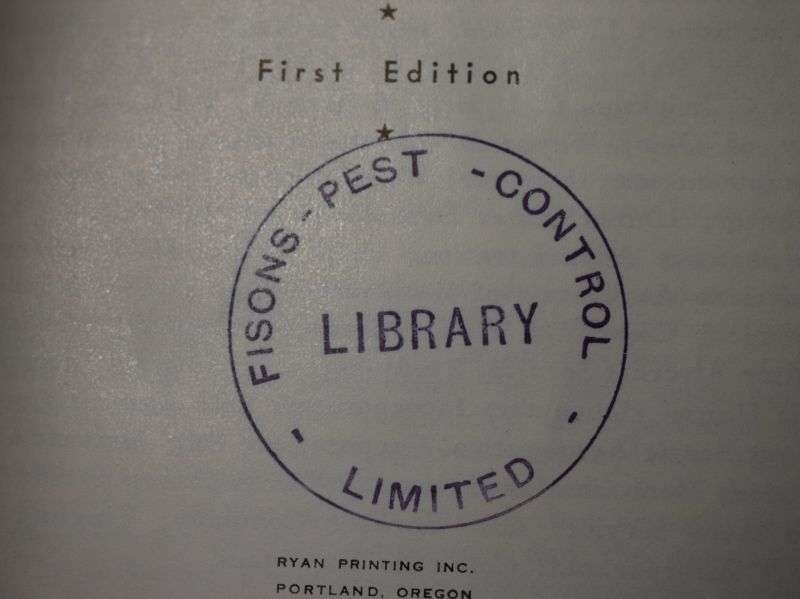 ★
First Edition
★
FISONS-PEST-CONTROL
LIBRARY
- LIMITED -
RYAN PRINTING INC.
PORTLAND, OREGON